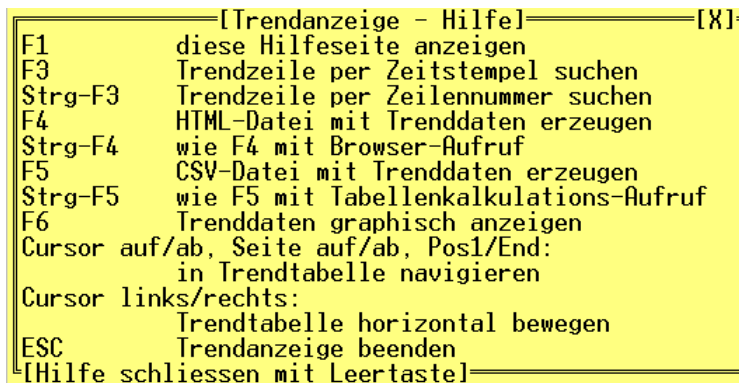 [Trendanzeige - Hilfe] [X]
F1 diese Hilfeseite anzeigen
F3 Trendzeile per Zeitstempel suchen
Strg-F3 Trendzeile per Zeilennummer suchen
F4 HTML-Datei mit Trenddaten erzeugen
Strg-F4 wie F4 mit Browser-Aufruf
F5 CSV-Datei mit Trenddaten erzeugen
Strg-F5 wie F5 mit Tabellenkalkulations-Aufruf
F6 Trenddaten graphisch anzeigen
Cursor auf/ab, Seite auf/ab, Pos1/End:
in Trendtabelle navigieren
Cursor links/rechts:
Trendtabelle horizontal bewegen
ESC Trendanzeige beenden
[Hilfe schliessen mit Leertaste]